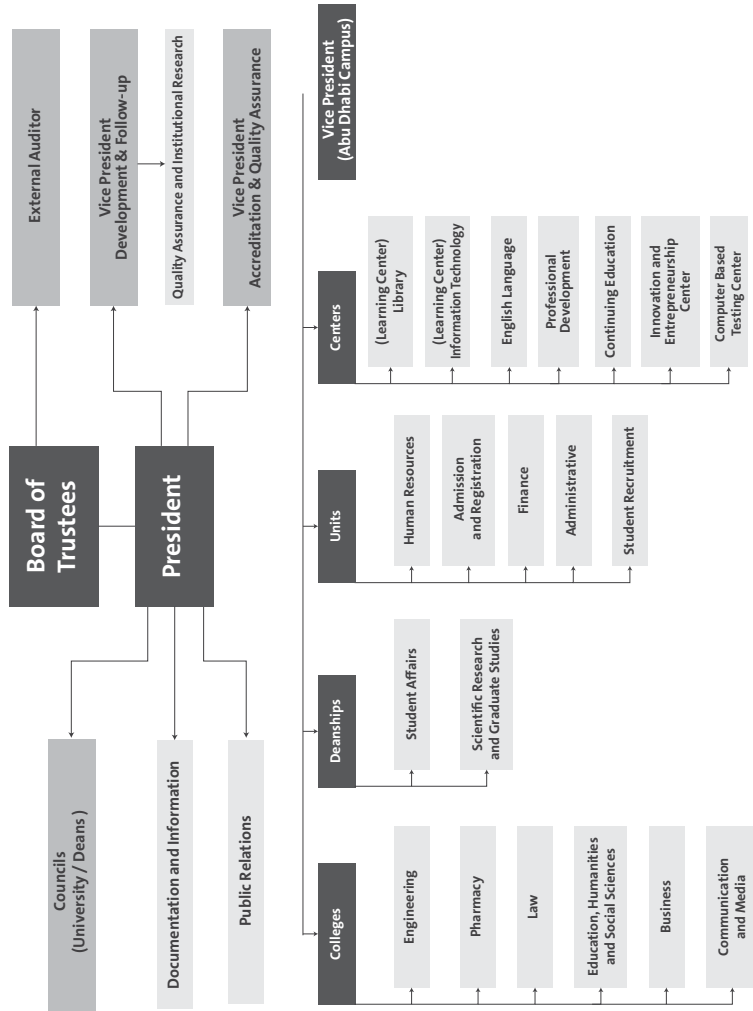 Board of
Trustees
External Auditor
President
Councils
(University / Deans )
Documentation and Information
Public Relations
Vice President
Development & Follow-up
Quality Assurance and Institutional Research
Vice President
Accreditation & Quality Assurance
Colleges
Engineering
Pharmacy
Law
Education, Humanities
and Social Sciences
Business
Communication
and Media
Deanships
Student Affairs
Scientific Research
and Graduate Studies
Units
Human Resources
Admission
and Registration
Finance
Administrative
Student Recruitment
Centers
(Learning Center)
Library
(Learning Center)
Information Technology
English Language
Professional
Development
Continuing Education
Innovation and
Entrepreneurship
Center
Computer Based
Testing Center
Vice President
(Abu Dhabi Campus)